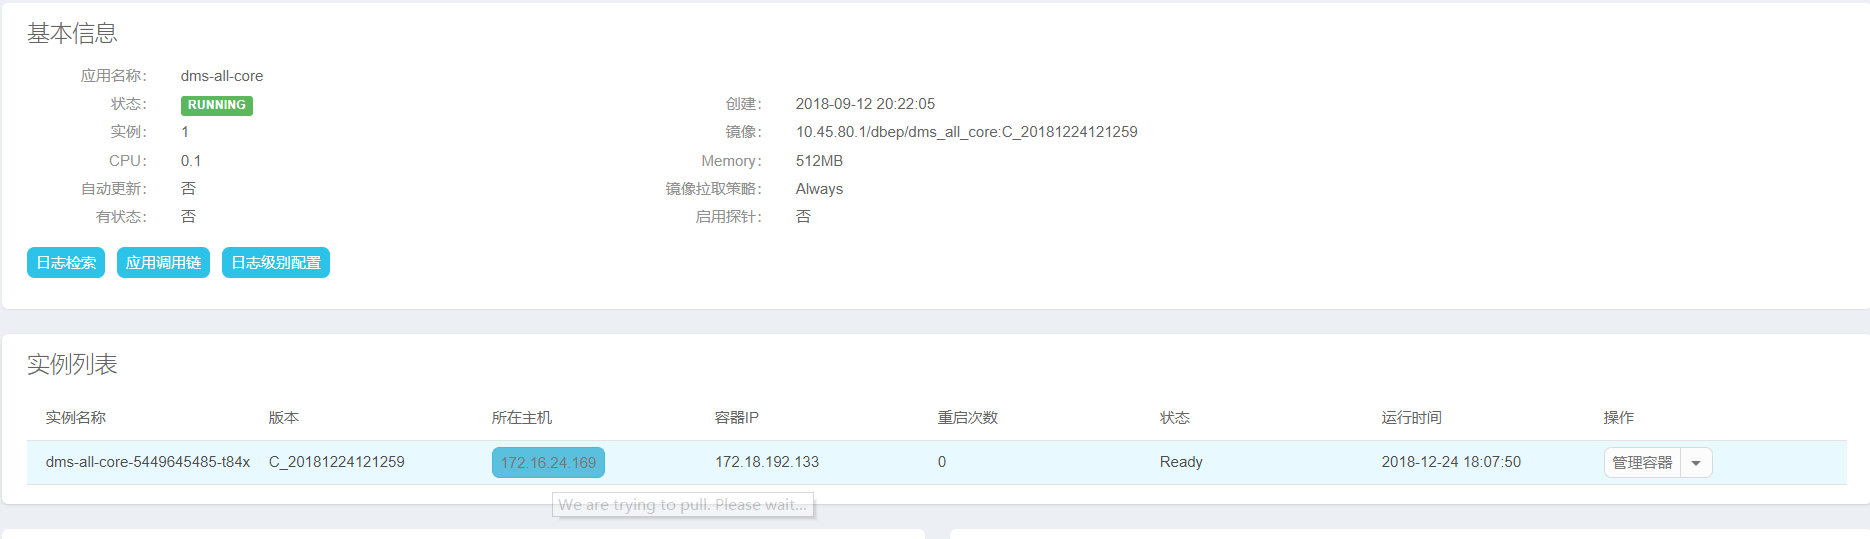 基本信息
应用名称: dms-all-core
状态: RUNNING 创建: 2018-09-12 20:22:05
实例: 1 镜像: 10.45.80.1/dbep/dms_all_core:C_20181224121259
CPU: 0.1 Memory: 512MB
自动更新: 否 镜像拉取策略: Always
有状态: 否 启用探针: 否
日志检索 应用调用链 日志级别配置
实例列表
实例名称 版本 所在主机 容器IP 重启次数 状态 运行时间 操作
dms-all-core-5449645485-t84x C_20181224121259 172.16.24.169 172.18.192.133 0 Ready 2018-12-24 18:07:50 管理容器
We are trying to pull. Please wait...